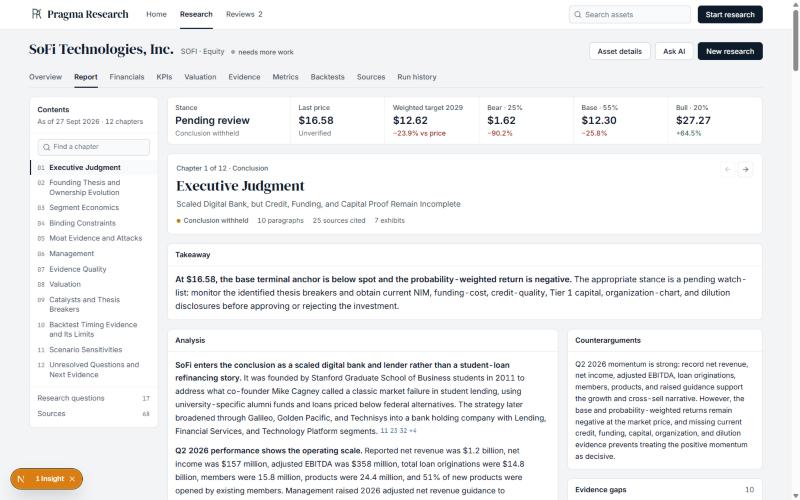 Pragma Research
Home Research Reviews 2
Search assets
Start research
SoFi Technologies, Inc. SOFI · Equity needs more work
Asset details Ask AI New research
Overview Report Financials KPIs Valuation Evidence Metrics Backtests Sources Run history
Contents
As of 27 Sept 2026 · 12 chapters
Find a chapter
01 Executive Judgment
02 Founding Thesis and
Ownership Evolution
03 Segment Economics
04 Binding Constraints
05 Moat Evidence and Attacks
06 Management
07 Evidence Quality
08 Valuation
09 Catalysts and Thesis
Breakers
10 Backtest Timing Evidence
and Its Limits
11 Scenario Sensitivities
12 Unresolved Questions and
Next Evidence
Research questions 17
Sources 68
Stance
Pending review
Conclusion withheld
Last price
$16.58
Unverified
Weighted target 2029
$12.62
−23.9% vs price
Bear · 25%
$1.62
−90.2%
Base · 55%
$12.30
−25.8%
Bull · 20%
$27.27
+64.5%
Chapter 1 of 12 · Conclusion
Executive Judgment
Scaled Digital Bank, but Credit, Funding, and Capital Proof Remain Incomplete
Conclusion withheld 10 paragraphs 25 sources cited 7 exhibits
Takeaway
At $16.58, the base terminal anchor is below spot and the probability-weighted return is negative. The appropriate stance is a pending watch-
list: monitor the identified thesis breakers and obtain current NIM, funding-cost, credit-quality, Tier 1 capital, organization-chart, and dilution
disclosures before approving or rejecting the investment.
Analysis
SoFi enters the conclusion as a scaled digital bank and lender rather than a student-loan
refinancing story. It was founded by Stanford Graduate School of Business students in 2011 to
address what co-founder Mike Cagney called a classic market failure in student lending, using
university-specific alumni funds and loans priced below federal alternatives. The strategy later
broadened through Galileo, Golden Pacific, and Technisys into a bank holding company with Lending,
Financial Services, and Technology Platform segments. 11 23 32 +4
Q2 2026 performance shows the operating scale. Reported net revenue was $1.2 billion, net
income was $157 million, adjusted EBITDA was $358 million, total loan originations were $14.8
billion, members were 15.8 million, products were 24.4 million, and 51% of new products were
opened by existing members. Management raised 2026 adjusted net revenue guidance to
Counterarguments
Q2 2026 momentum is strong: record net revenue,
net income, adjusted EBITDA, loan originations,
members, products, and raised guidance support
the growth and cross-sell narrative. However, the
base and probability-weighted returns remain
negative at the market price, and missing current
credit, funding, capital, organization, and dilution
evidence prevents treating the positive momentum
as decisive.
Evidence gaps 10
N 1 Insight ×